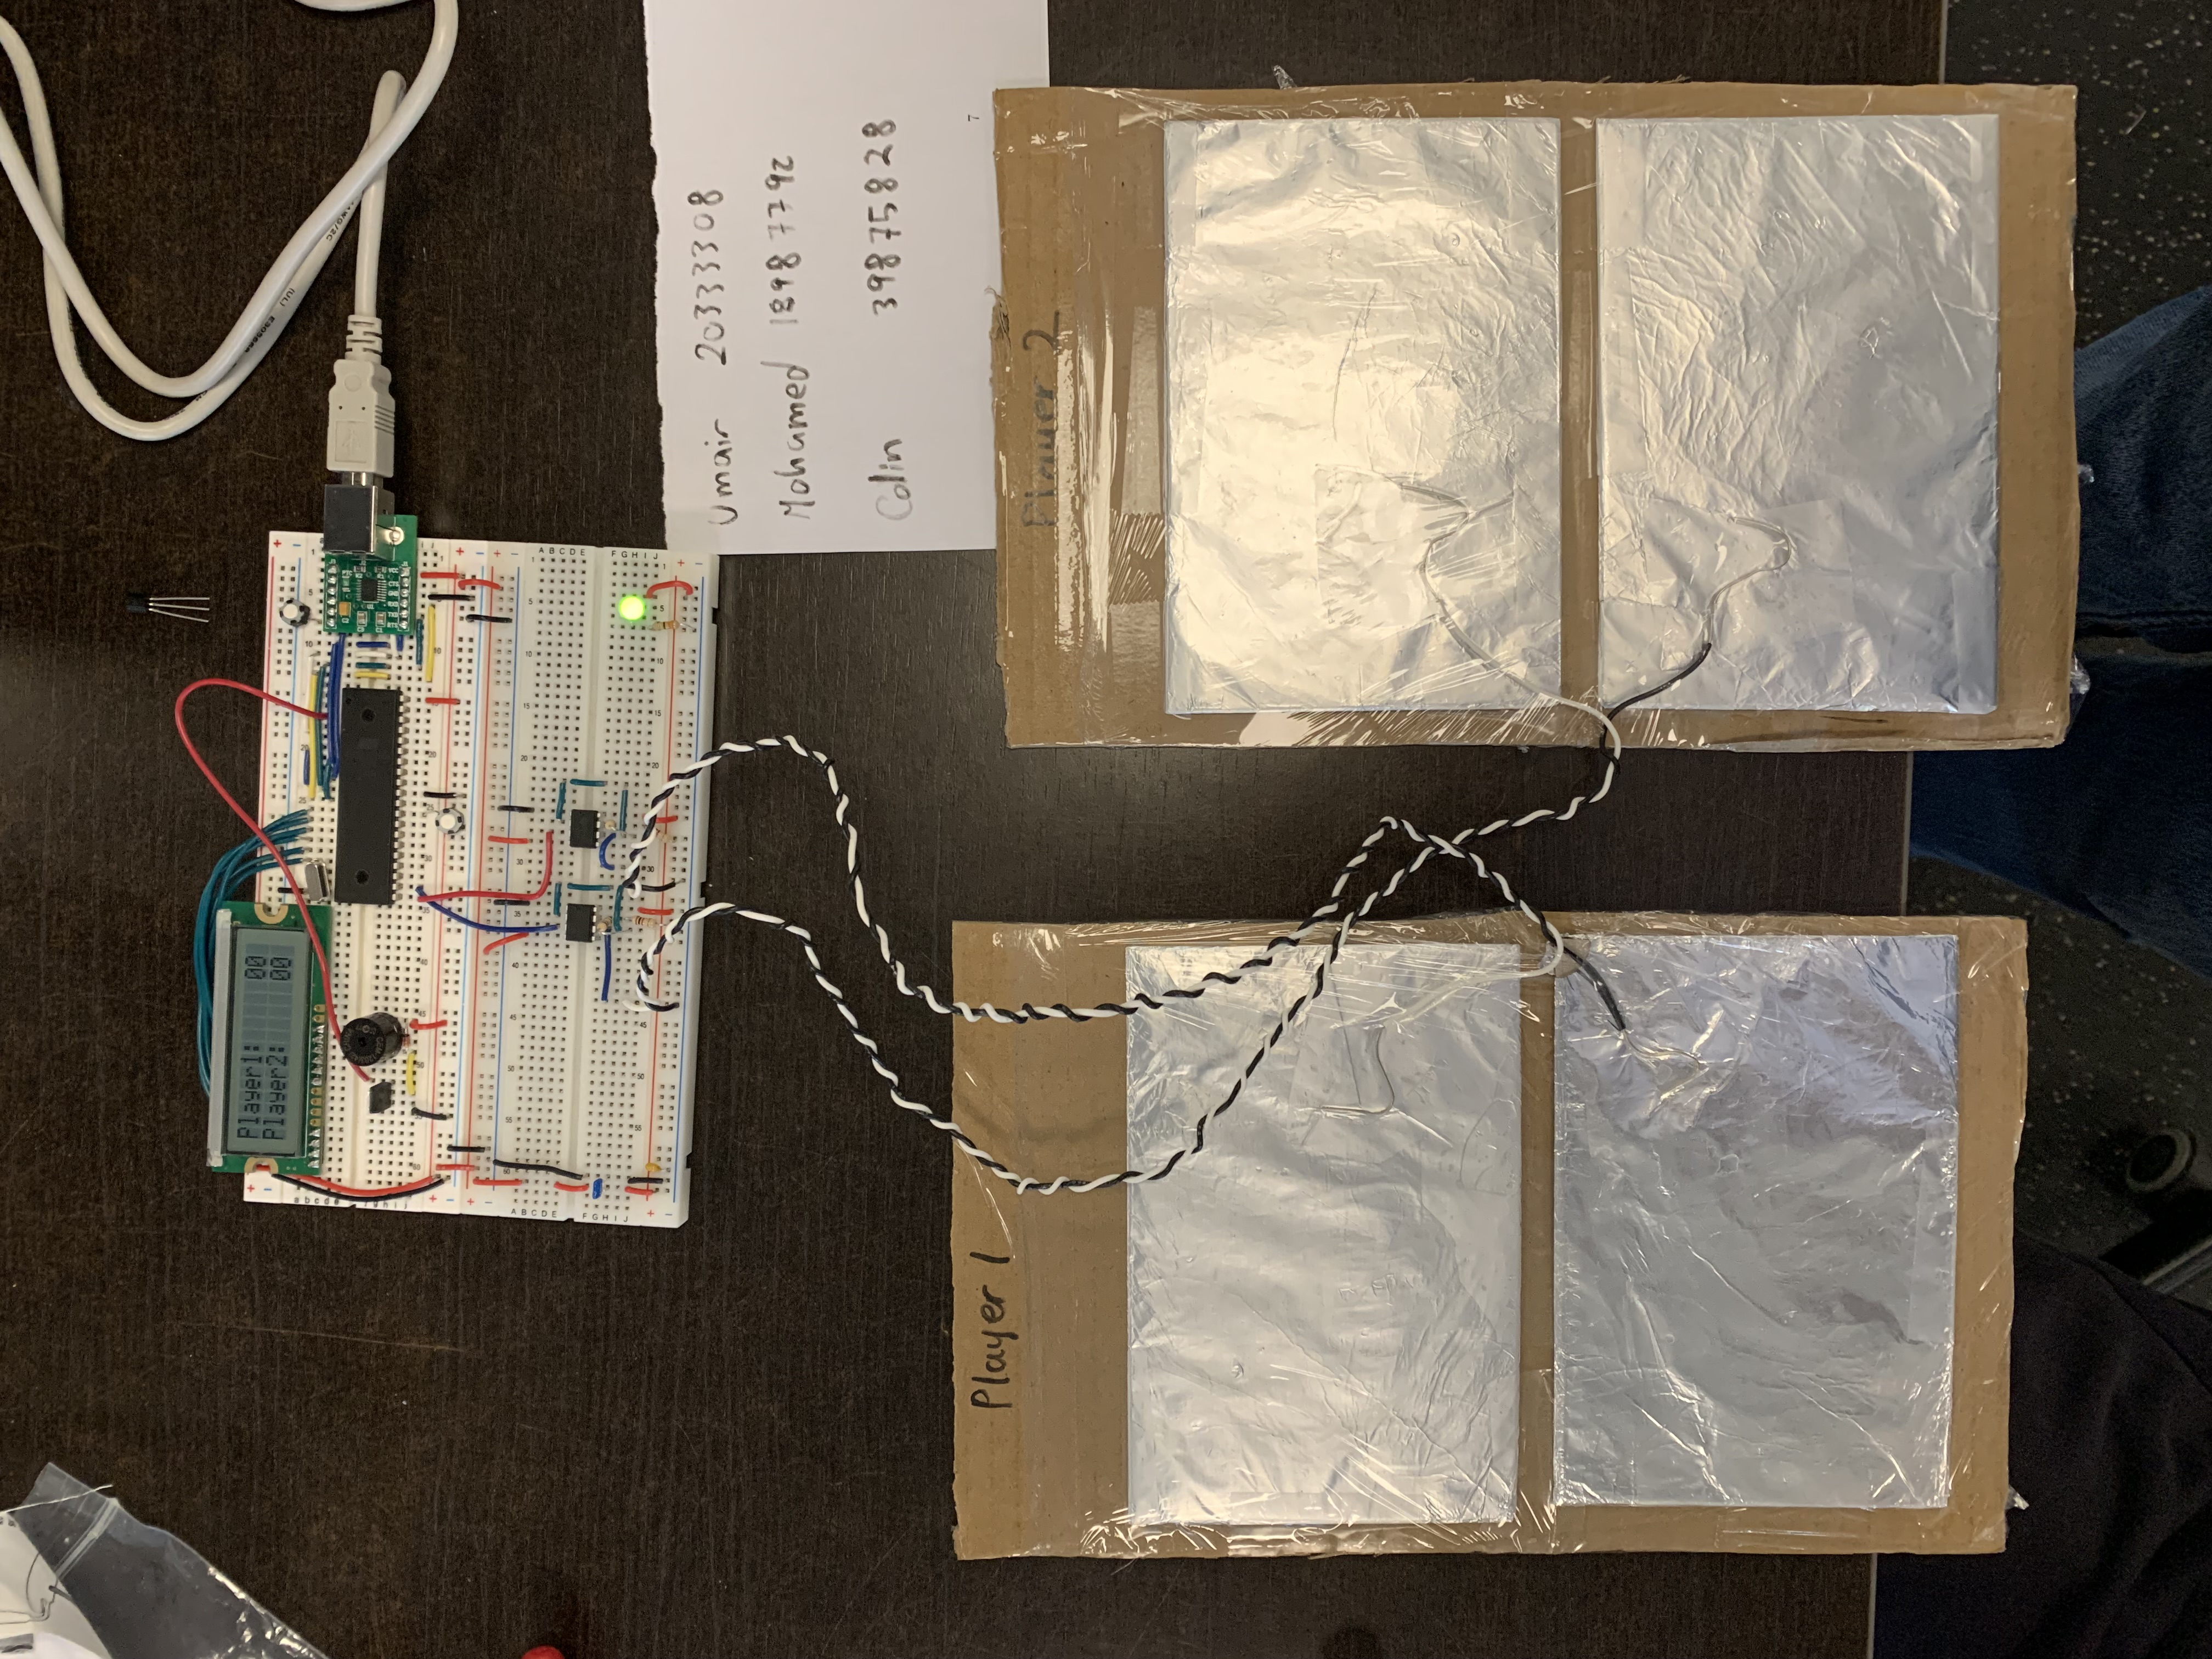 Player1: 00
Player2: 00
Umair 20333308
Mohamed 18987792
Colin 39875828
7
Player 1
Player 2